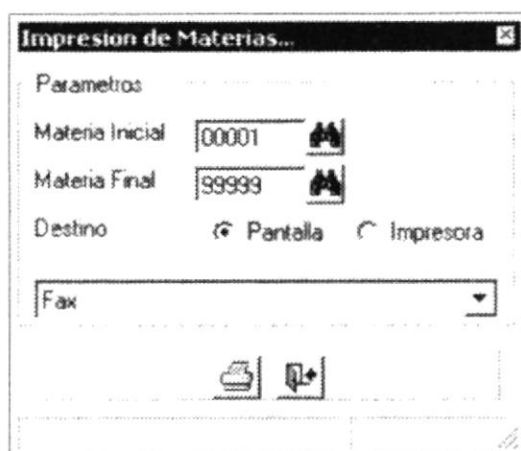 Impresion de Materias...
Parametros
Materia Inicial 00001
Materia Final 99999
Destino Pantalla Impresora
Fax